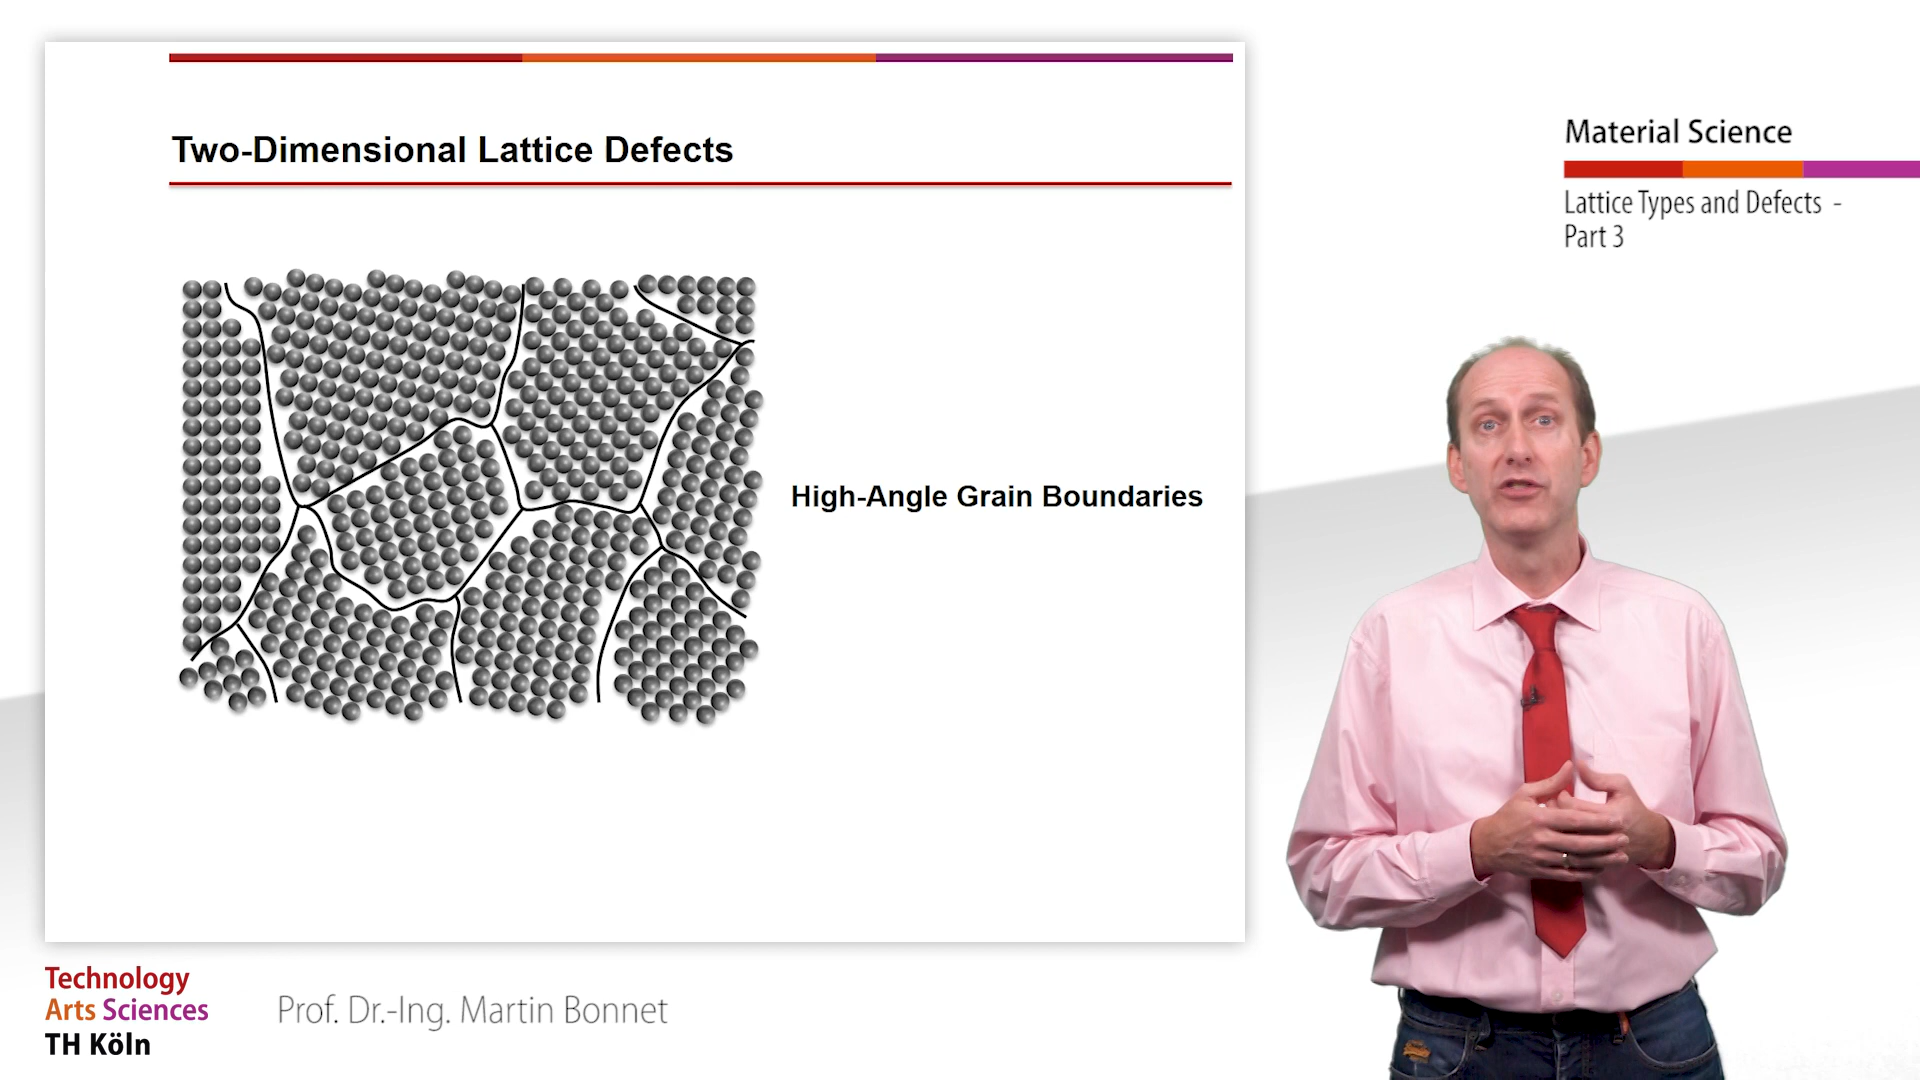 Two-Dimensional Lattice Defects
High-Angle Grain Boundaries
Material Science
Lattice Types and Defects -
Part 3
Technology
Arts Sciences
TH Köln
Prof. Dr.-Ing. Martin Bonnet